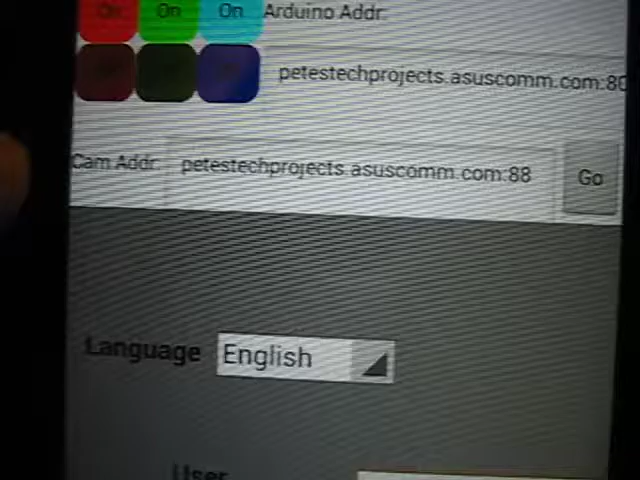 On On On Arduino Addr:
petestechprojects.asuscomm.com:80
Cam Addr: petestechprojects.asuscomm.com:88 Go
Language English
User